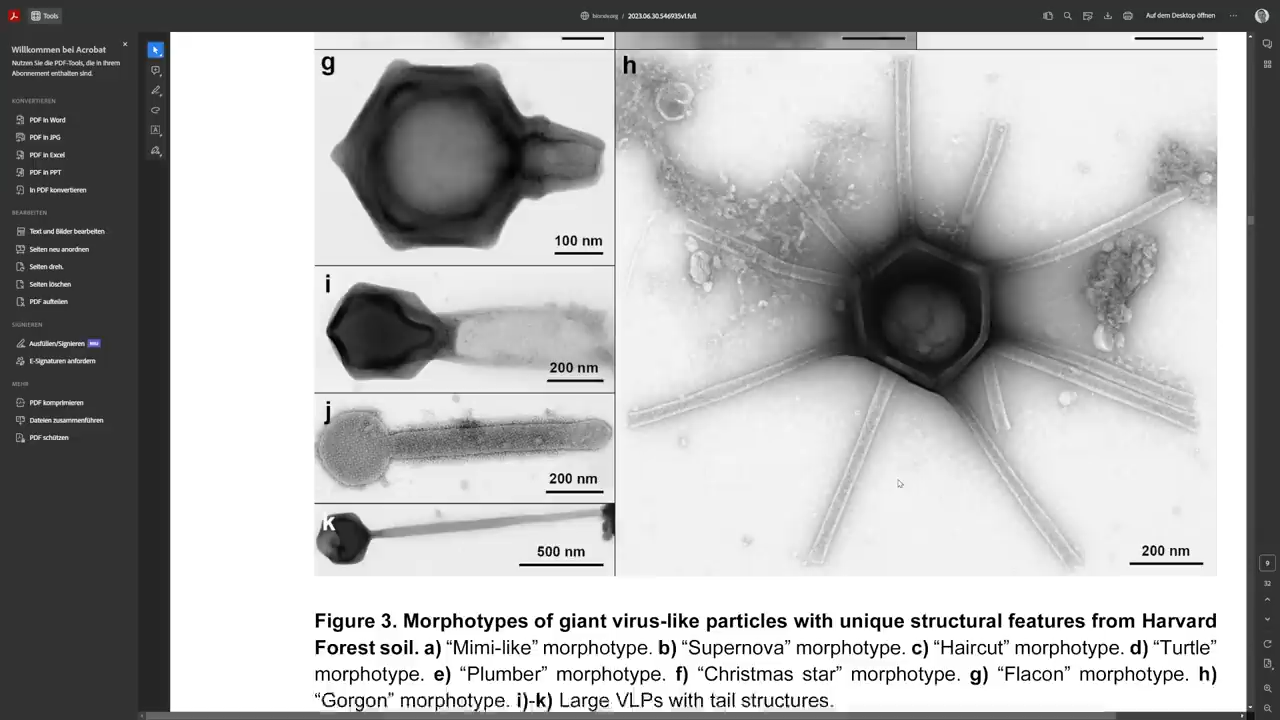 Tools
biorxiv.org / 2023.06.30.546935v1.full
Auf dem Desktop öffnen
Willkommen bei Acrobat
Nutzen Sie die PDF-Tools, die in Ihrem
Abonnement enthalten sind.
KONVERTIEREN
PDF in Word
PDF in JPG
PDF in Excel
PDF in PPT
In PDF konvertieren
BEARBEITEN
Text und Bilder bearbeiten
Seiten neu anordnen
Seiten dreh.
Seiten löschen
PDF aufteilen
SIGNIEREN
Ausfüllen/Signieren NEU
E-Signaturen anfordern
MEHR
PDF komprimieren
Dateien zusammenführen
PDF schützen
g
100 nm
h
200 nm
i
200 nm
j
200 nm
k
500 nm
9
32
Figure 3. Morphotypes of giant virus-like particles with unique structural features from Harvard
Forest soil. a) “Mimi-like” morphotype. b) “Supernova” morphotype. c) “Haircut” morphotype. d) “Turtle”
morphotype. e) “Plumber” morphotype. f) “Christmas star” morphotype. g) “Flacon” morphotype. h)
“Gorgon” morphotype. i)-k) Large VLPs with tail structures.